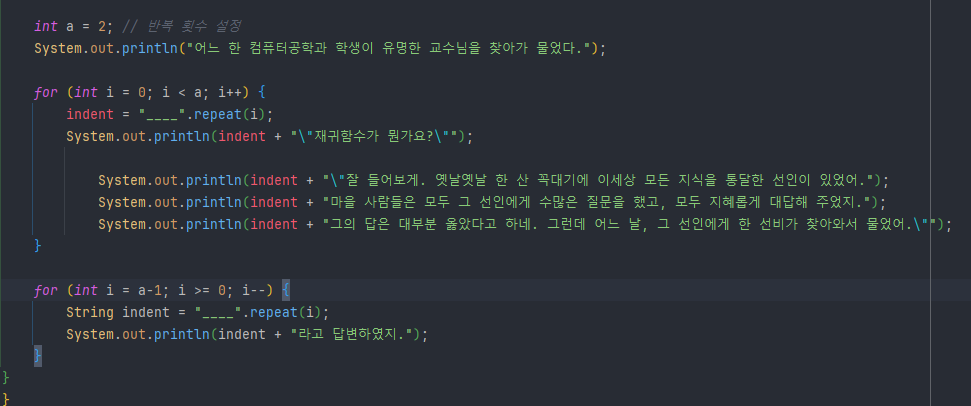 int a = 2; // 반복 횟수 설정
System.out.println("어느 한 컴퓨터공학과 학생이 유명한 교수님을 찾아가 물었다.");
for (int i = 0; i < a; i++) {
indent = "____".repeat(i);
System.out.println(indent + "\"재귀함수가 뭔가요?\"");
System.out.println(indent + "\"잘 들어보게. 옛날옛날 한 산 꼭대기에 이세상 모든 지식을 통달한 선인이 있었어.");
System.out.println(indent + "마을 사람들은 모두 그 선인에게 수많은 질문을 했고, 모두 지혜롭게 대답해 주었지.");
System.out.println(indent + "그의 답은 대부분 옳았다고 하네. 그런데 어느 날, 그 선인에게 한 선비가 찾아와서 물었어.\"");
}
for (int i = a-1; i >= 0; i--) {
String indent = "____".repeat(i);
System.out.println(indent + "라고 답변하였지.");
}
}
}